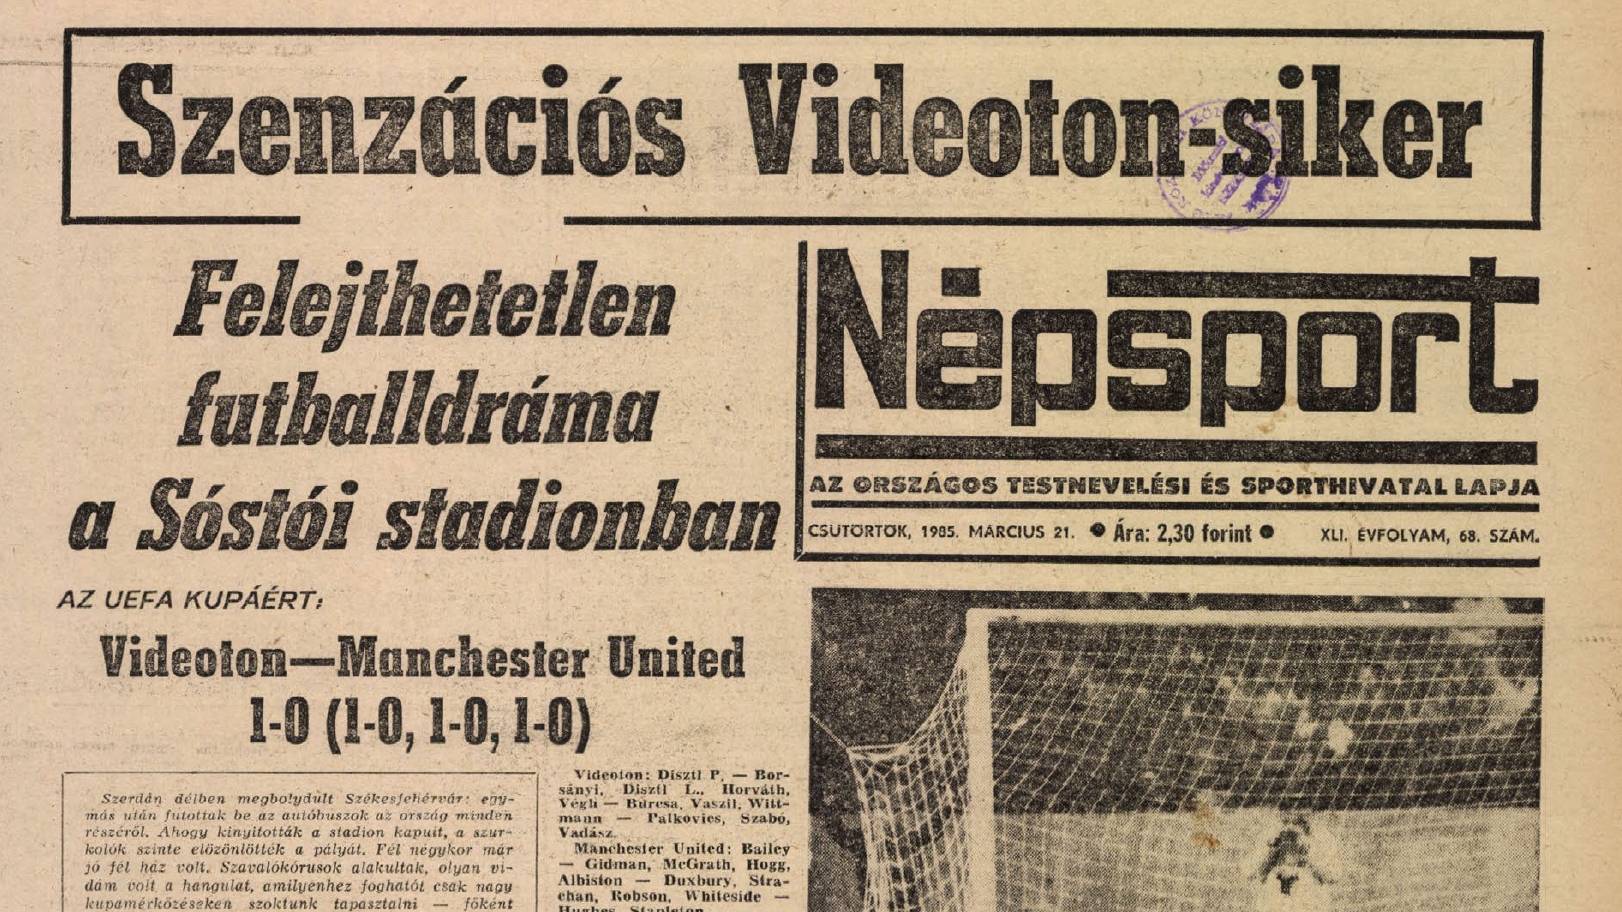 Szenzációs Videoton-siker
Felejthetetlen
futballdráma
a Sóstói stadionban
Népsport
AZ ORSZÁGOS TESTNEVELÉSI ÉS SPORTHIVATAL LAPJA
CSÜTÖRTÖK, 1985. MÁRCIUS 21. ● Ára: 2,30 forint ● XLI. ÉVFOLYAM, 68. SZÁM.
AZ UEFA KUPÁÉRT:
Videoton—Manchester United
1-0 (1-0, 1-0, 1-0)
Szerdán délben megbolydult Székesfehérvár: egy-
más után futottak be az autóbuszok az ország minden
részéről. Ahogy kinyitották a stadion kapuit, a szur-
kolók szinte előzönlötték a pályát. Fél négykor már
jó fél ház volt. Szavalókórusok alakultak, olyan vi-
dám volt a hangulat, amilyenhez foghatót csak nagy
kupamérkőzéseken szoktunk tapasztalni — főként
Videoton: Disztl P. — Bor-
sányi, Disztl L., Horváth,
Végh — Burcsa, Vaszil, Witt-
mann — Palkovics, Szabó,
Vadász.
Manchester United: Bailey
— Gidman, McGrath, Hogg,
Albiston — Duxbury, Stra-
chan, Robson, Whiteside —
Hughes, Stapleton.